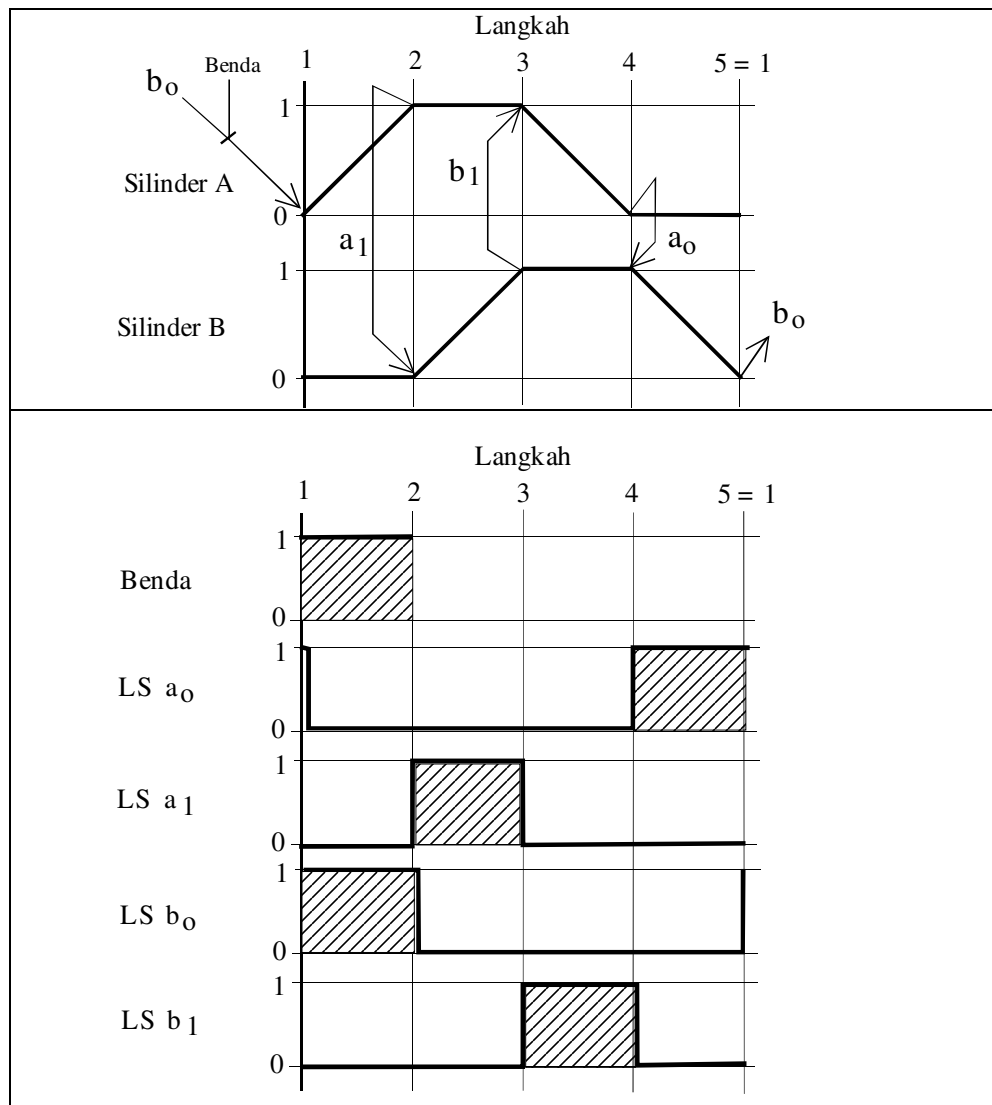 Langkah
1 2 3 4 5 = 1
Benda
bo
1
Silinder A
0
b1
a1
ao
1
Silinder B
0
bo
Langkah
1 2 3 4 5 = 1
1
Benda
0
1
LS ao
0
1
LS a1
0
1
LS bo
0
1
LS b1
0